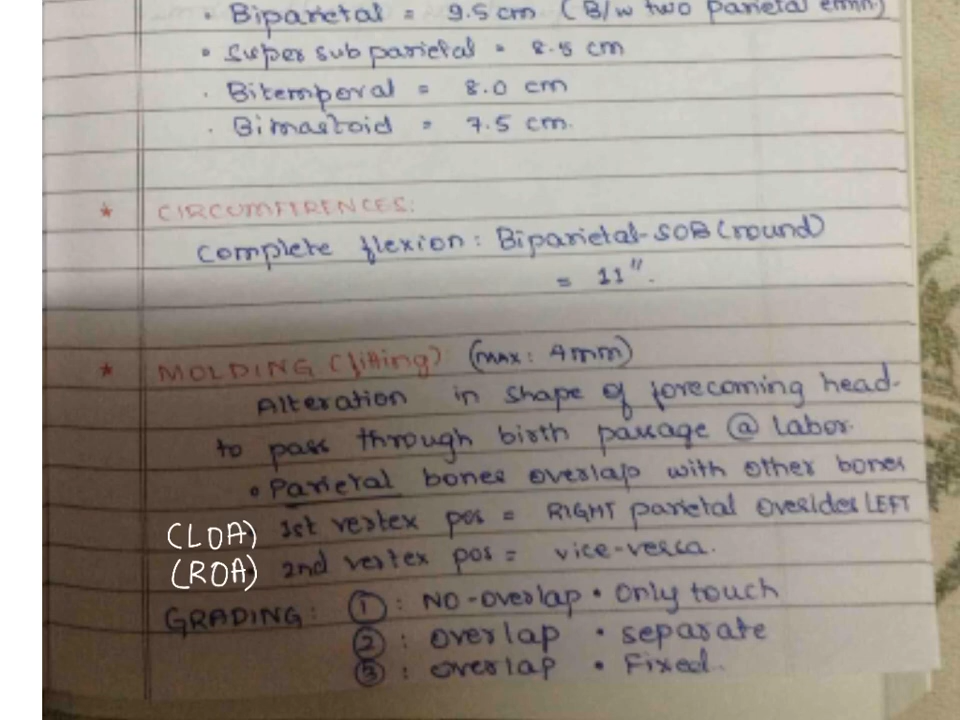 • Biparietal = 9.5 cm (B/w two parietal emin)
• Super sub parietal = 8.5 cm
• Bitemporal = 8.0 cm
• Bimastoid = 7.5 cm.
* CIRCUMFERENCES:
Complete flexion: Biparietal-SOB (round)
= 11".
* MOLDING (fitting): (MAX: 4mm)
Alteration in shape of forecoming head-
to pass through birth passage @ labor.
• Parietal bones overlap with other bones
(LOA) 1st vertex pos = RIGHT parietal overides LEFT
(ROA) 2nd vertex pos = vice-versa.
GRADING: ①: NO-overlap • Only touch
②: overlap • separate
③: overlap • Fixed.